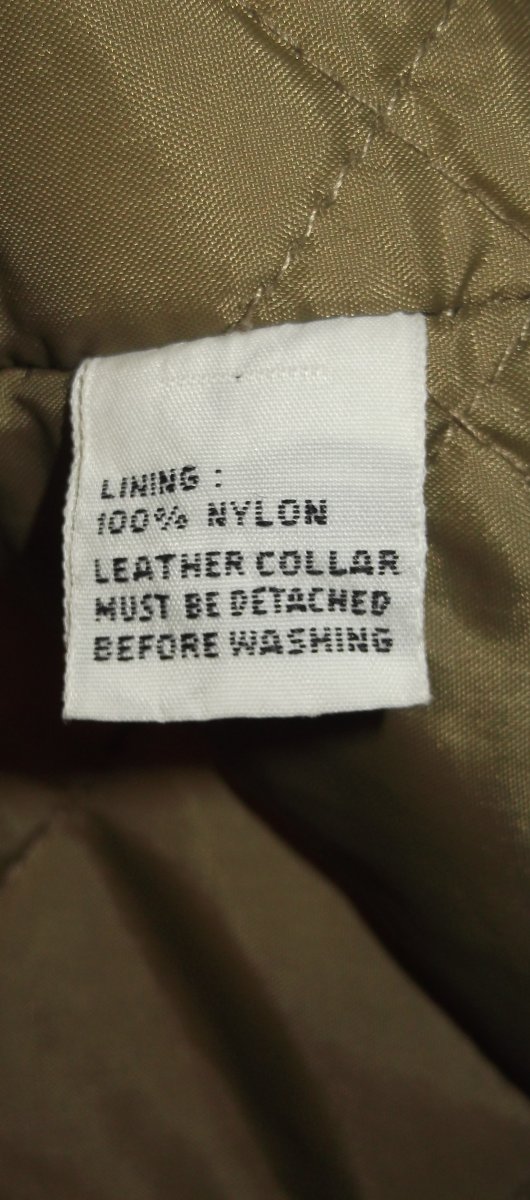 LINING :
100% NYLON
LEATHER COLLAR
MUST BE DETACHED
BEFORE WASHING